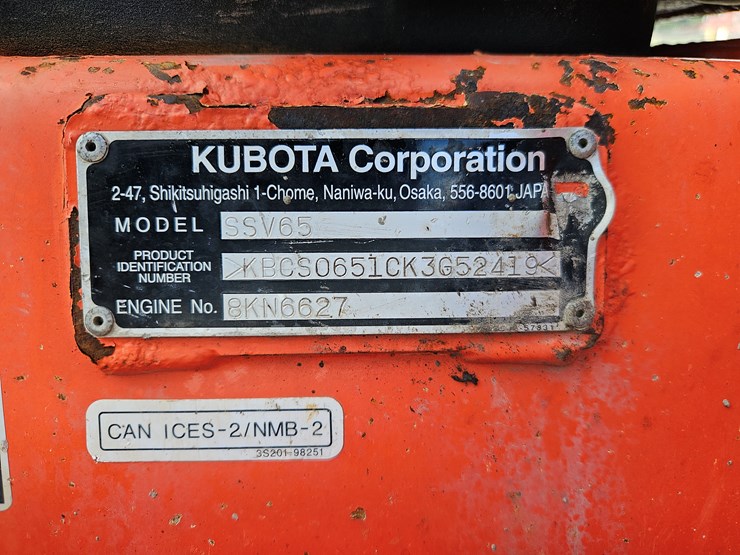 KUBOTA Corporation
2-47, Shikitsuhigashi 1-Chome, Naniwa-ku, Osaka, 556-8601 JAPA
MODEL SSV65
PRODUCT
IDENTIFICATION
NUMBER
>KBCS0651CK3G52419<
ENGINE No. 8KN6627
CAN ICES-2/NMB-2
3S201-98251